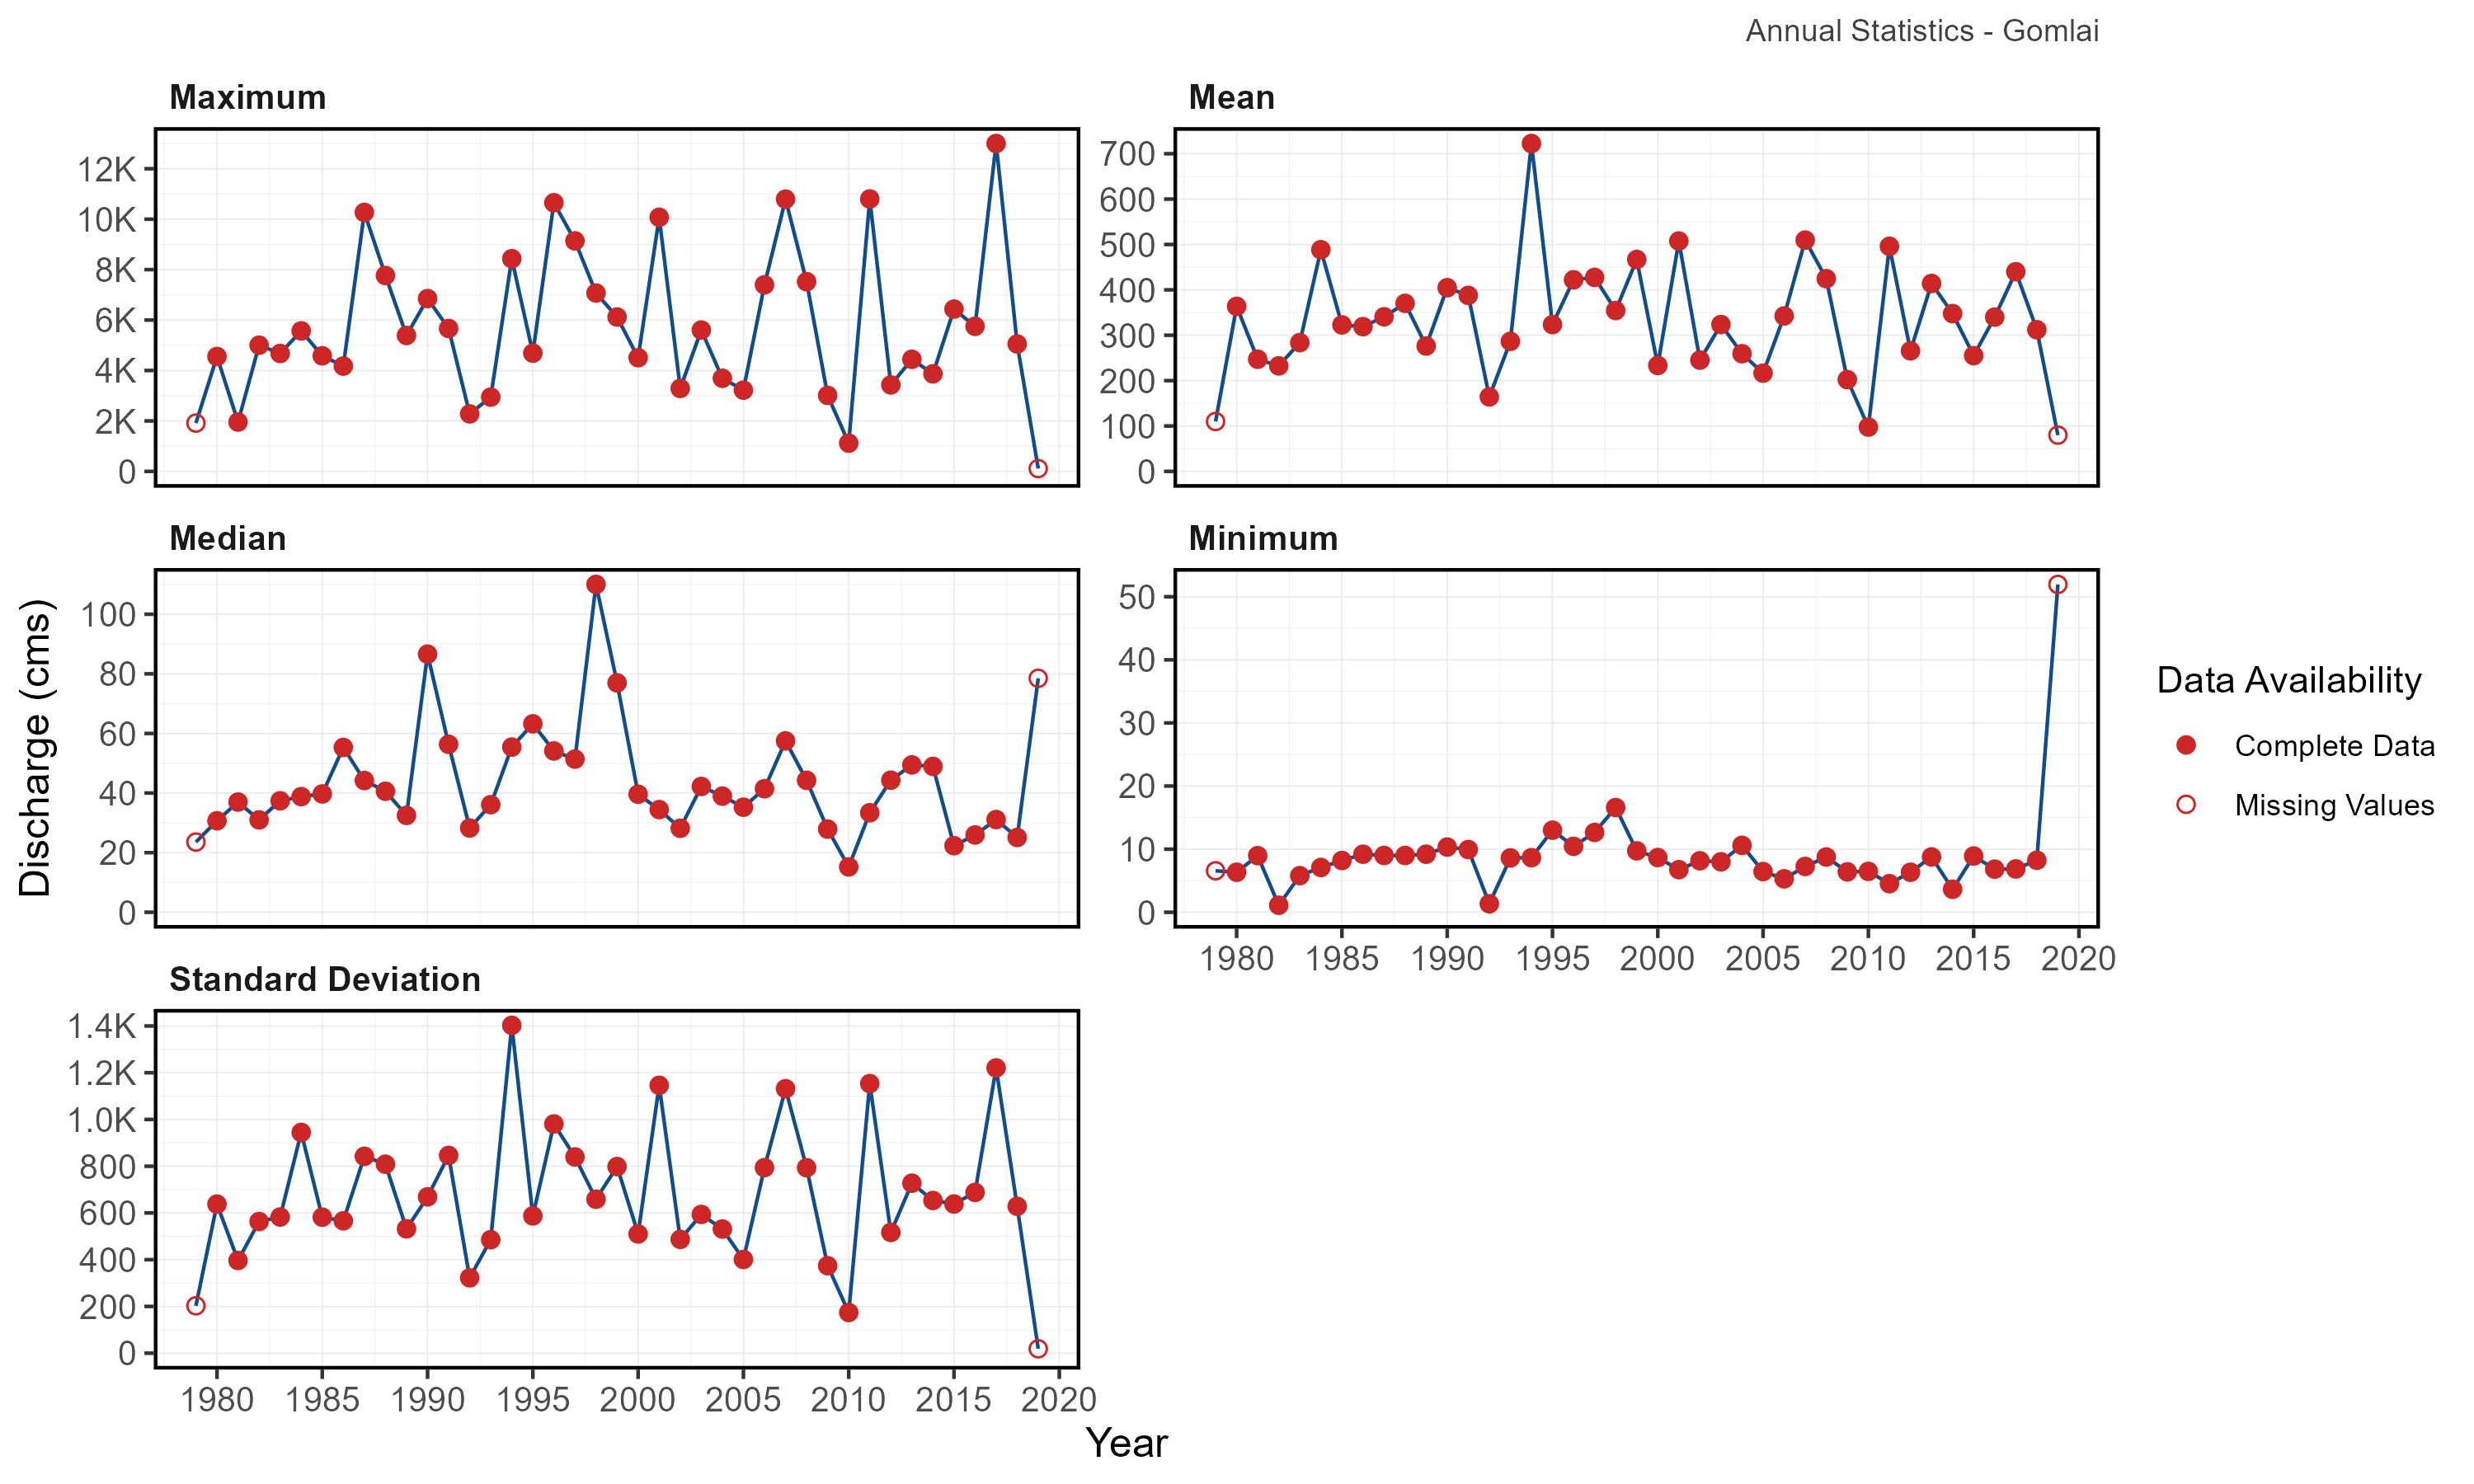 Annual Statistics - Gomlai
Maximum
12K
10K
8K
6K
4K
2K
0
Mean
700
600
500
400
300
200
100
0
Discharge (cms)
Median
100
80
60
40
20
0
Minimum
50
40
30
20
10
0
1980 1985 1990 1995 2000 2005 2010 2015 2020
Standard Deviation
1.4K
1.2K
1.0K
800
600
400
200
0
1980 1985 1990 1995 2000 2005 2010 2015 2020
Year
Data Availability
Complete Data
Missing Values